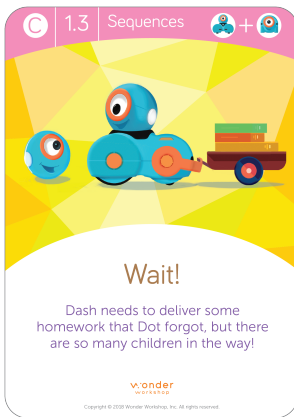 C 1.3 Sequences +
Wait!
Dash needs to deliver some
homework that Dot forgot, but there
are so many children in the way!
wonder
workshop
Copyright © 2018 Wonder Workshop, Inc. All rights reserved.